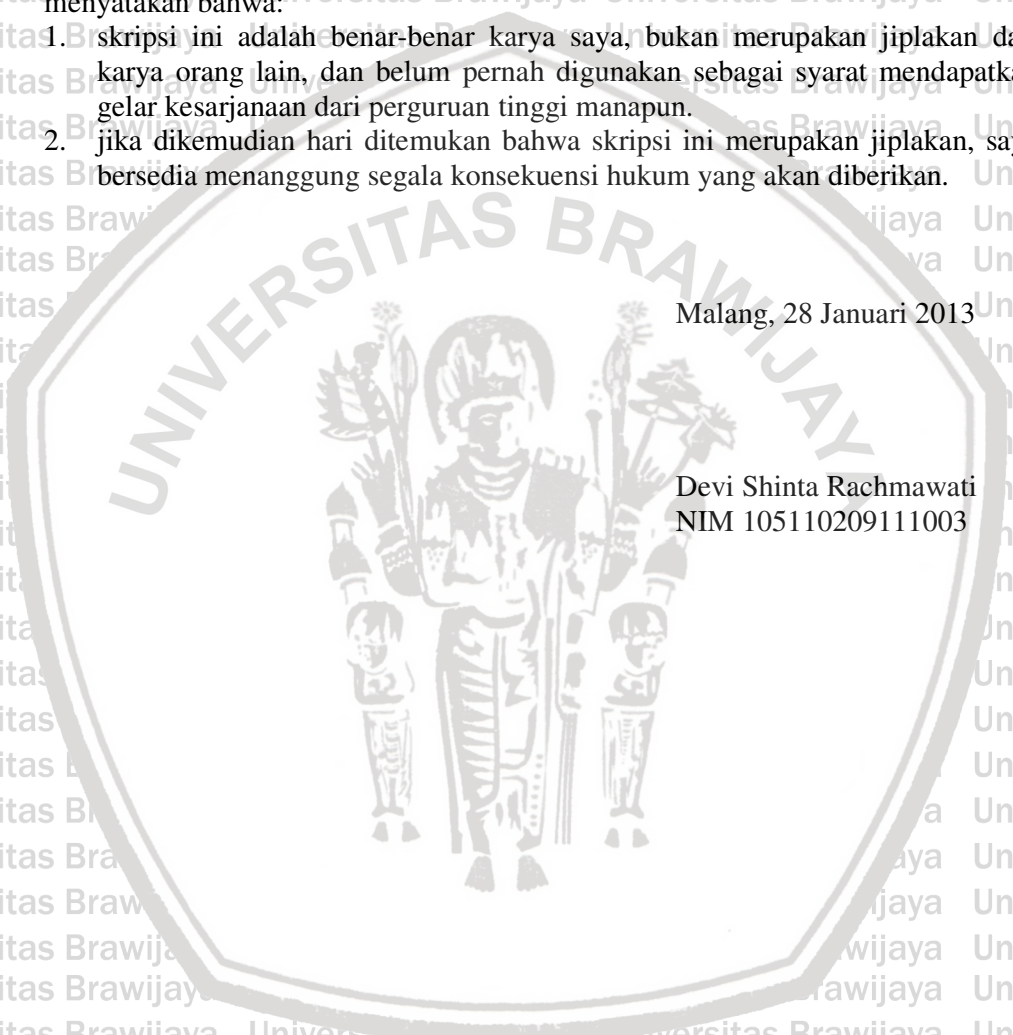 menyatakan bahwa:
1. skripsi ini adalah benar-benar karya saya, bukan merupakan jiplakan da
karya orang lain, dan belum pernah digunakan sebagai syarat mendapatka
gelar kesarjanaan dari perguruan tinggi manapun.
2. jika dikemudian hari ditemukan bahwa skripsi ini merupakan jiplakan, say
bersedia menanggung segala konsekuensi hukum yang akan diberikan.
UNIVERSITAS BRAWIJAYA
Malang, 28 Januari 2013
Devi Shinta Rachmawati
NIM 105110209111003